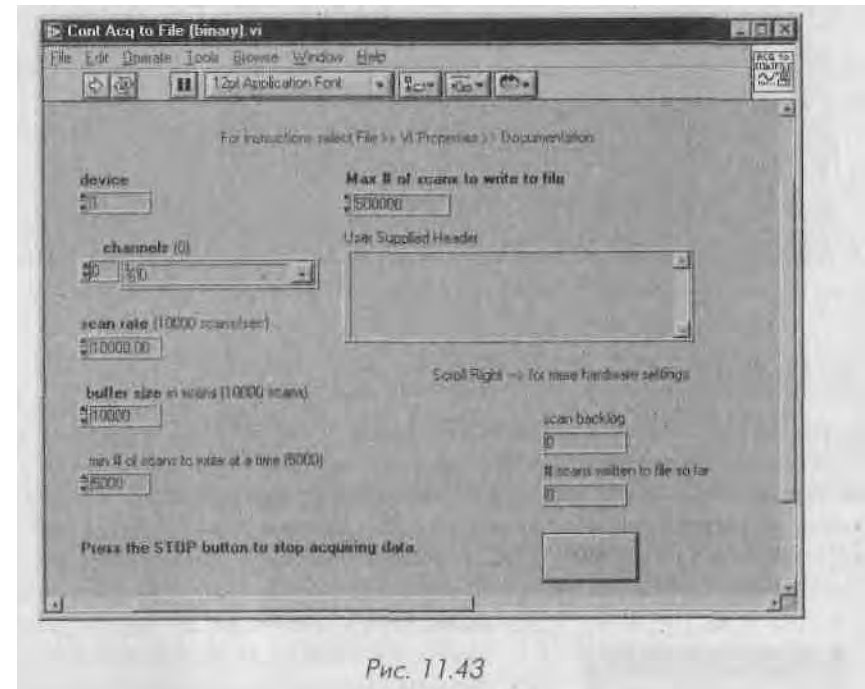 Cont Acq to File (binary).vi
File Edit Operate Tools Browse Window Help
12pt Application Font
For instructions select File >> VI Properties >> Documentation
device
Max # of scans to write to file
500000
channels (0)
User Supplied Header
0
scan rate (10000 scans/sec)
10000.00
Scroll Right --> for more hardware settings
buffer size in scans (10000 scans)
10000
scan backlog
0
min # of scans to write at a time (5000)
# scans written to file so far
5000
0
Press the STOP button to stop acquiring data.
Рис. 11.43